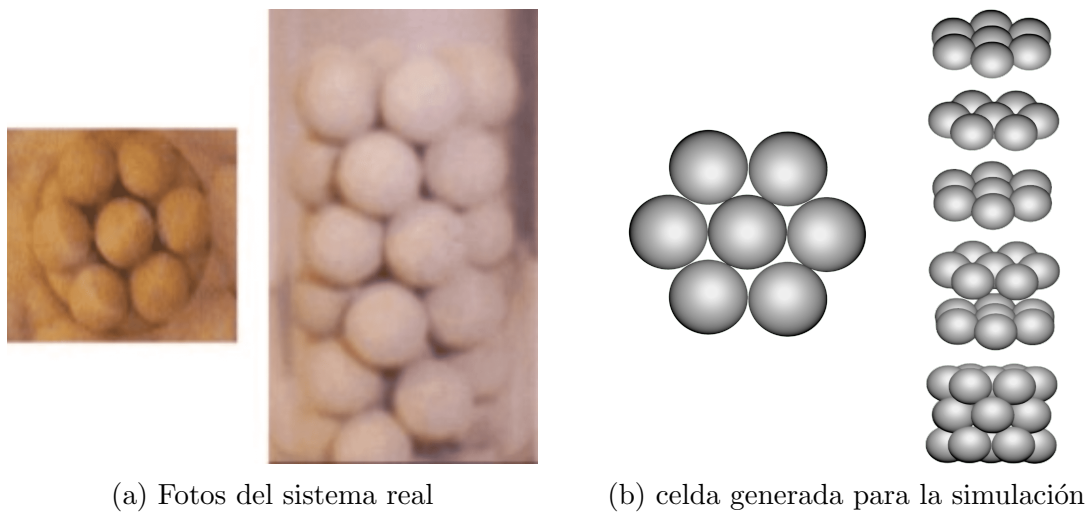 (a) Fotos del sistema real
(b) celda generada para la simulación